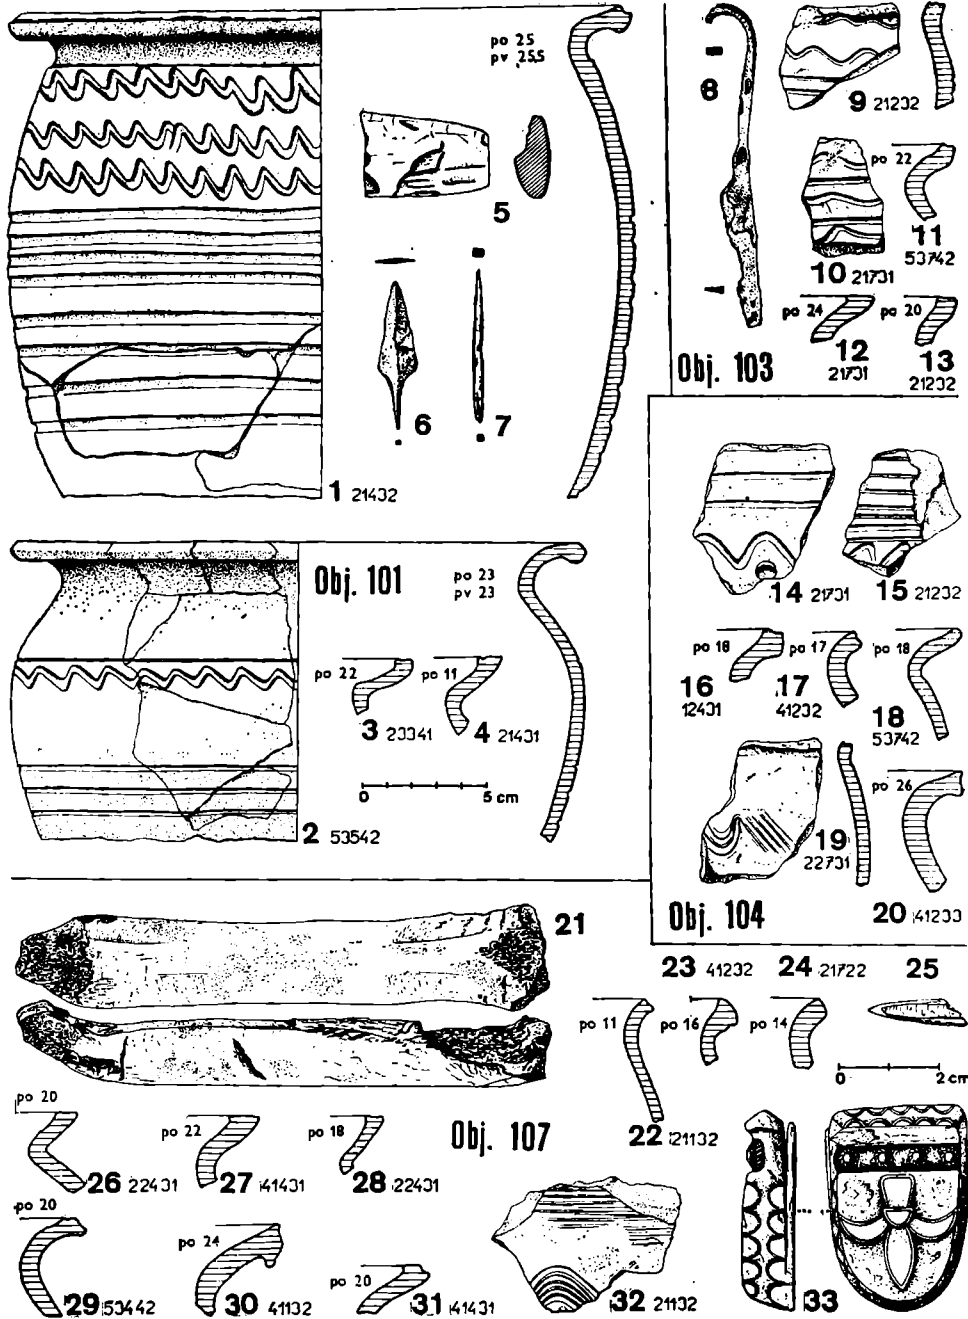 po 25
pv 25,5
5
6
7
1 21432
Obj. 101
po 23
pv 23
po 22
po 11
3 23341
4 21431
0 5 cm
2 53542
8
9 21232
po 22
10 21731
11
53742
po 24
po 20
12
21731
13
21232
Obj. 103
14 21731
15 21232
po 18
po 17
po 18
16
12431
17
41232
18
53742
po 26
19
22731
20 41233
Obj. 104
21
23 41232
24 21722
25
po 11
po 16
po 14
0 2 cm
22 21132
po 20
po 22
po 18
Obj. 107
26 22431
27 41431
28 22431
po 20
po 24
po 20
29 53442
30 41132
31 41431
32 21132
33